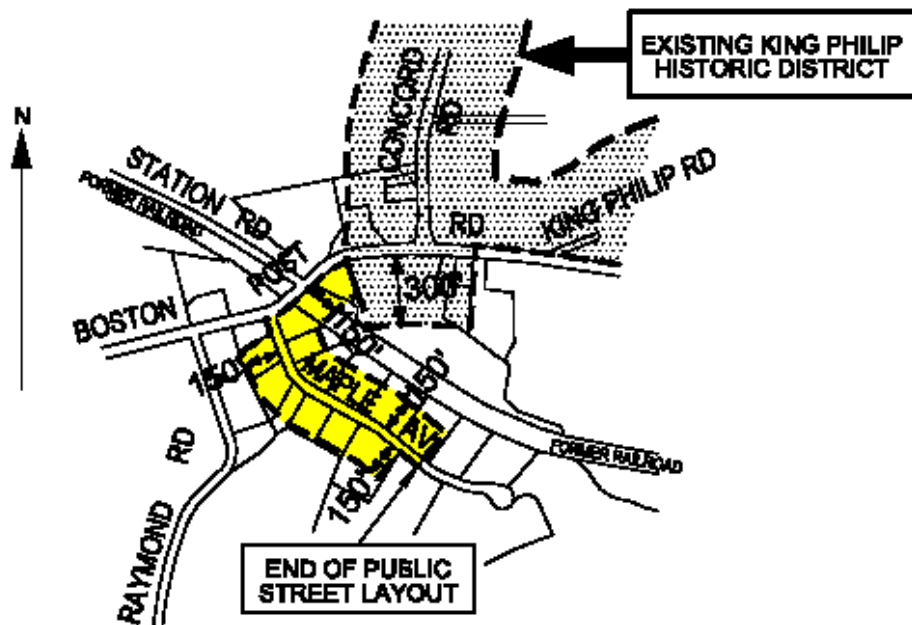 EXISTING KING PHILIP
HISTORIC DISTRICT
N
CONCORD
RD
STATION RD
FORMER RAILROAD
KING PHILIP RD
BOSTON
POST
RD
300'
150'
150'
MAPLE AV
150'
150'
FORMER RAILROAD
RAYMOND
RD
END OF PUBLIC
STREET LAYOUT